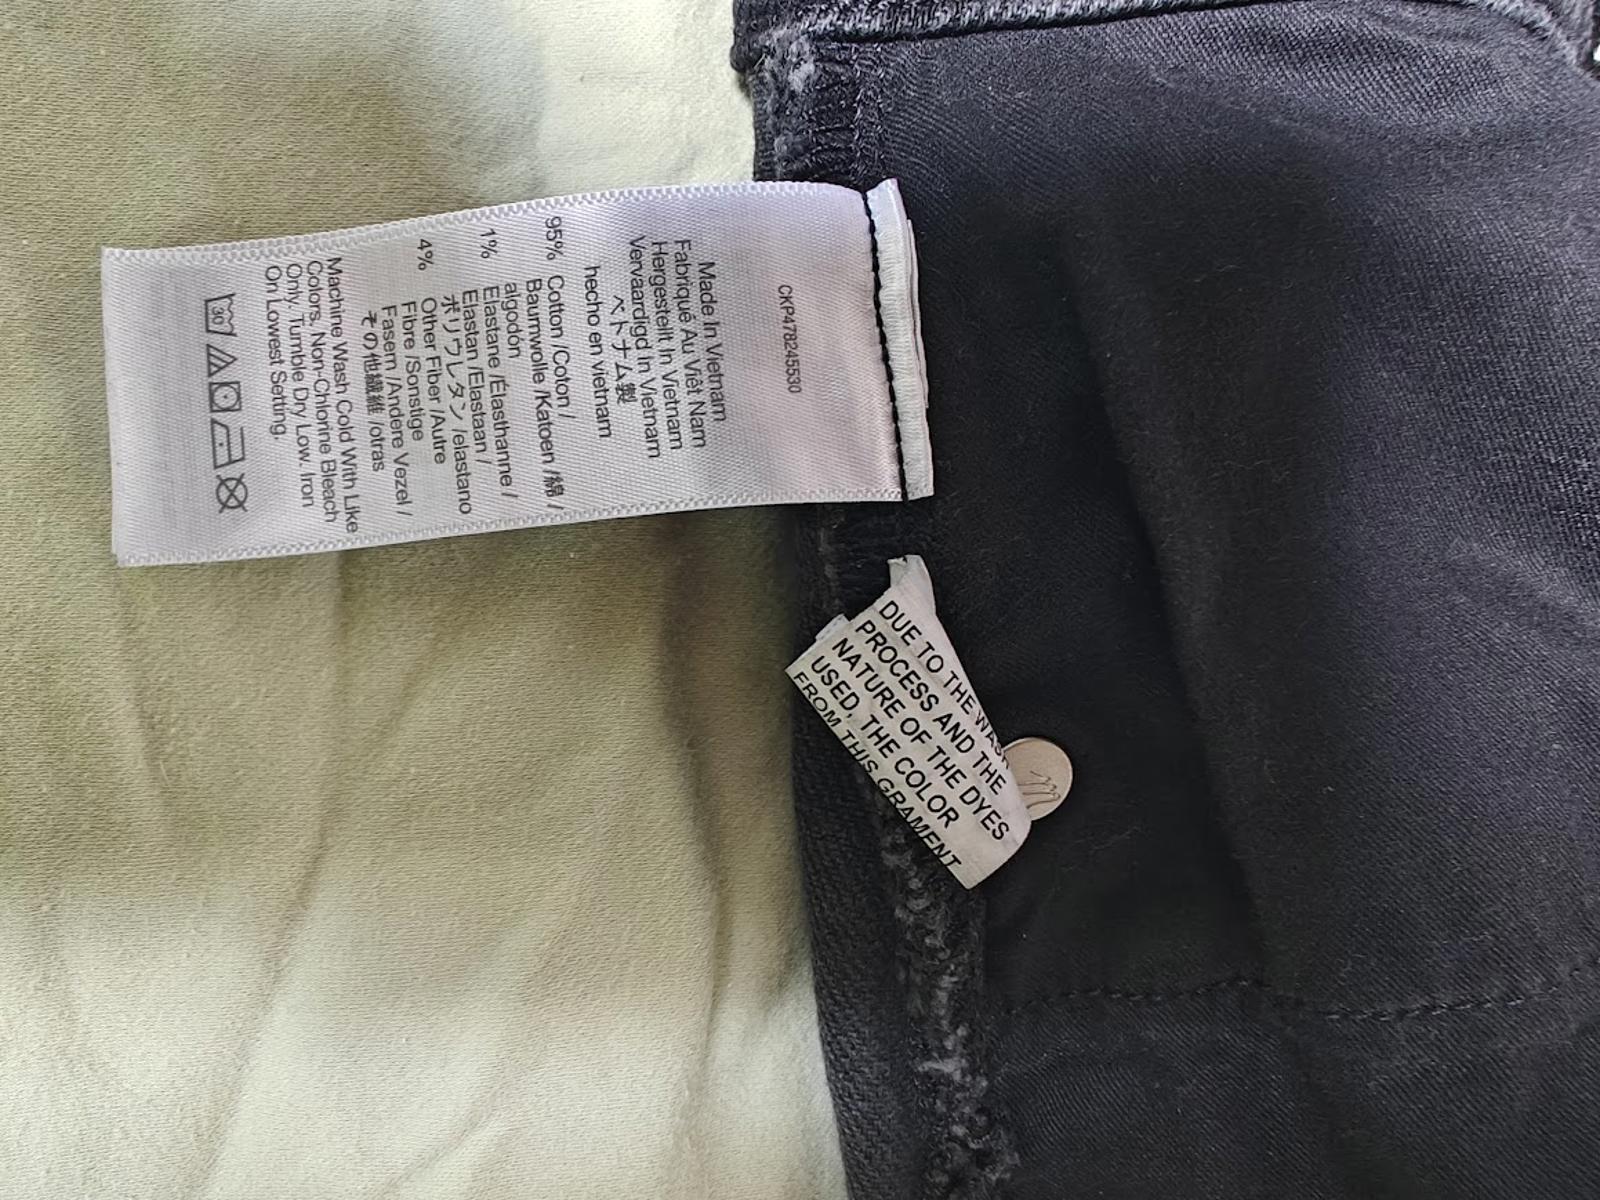 CKP478245530
Made In Vietnam
Fabriqué Au Viêt Nam
Hergestellt In Vietnam
Vervaardigd In Vietnam
ベトナム製
hecho en vietnam
95% Cotton /Coton /
Baumwolle /Katoen /綿 /
algodón
1% Elastane /Élasthanne /
Elastan /Elastaan /
ポリウレタン /elastano
4% Other Fiber /Autre
Fibre /Sonstige
Fasern /Andere Vezel /
その他繊維 /otras
Machine Wash Cold With Like
Colors, Non-Chlorine Bleach
Only, Tumble Dry Low. Iron
On Lowest Setting.
30
DUE TO THE WASH
PROCESS AND THE
NATURE OF THE DYES
USED, THE COLOR
FROM THIS GRAMENT